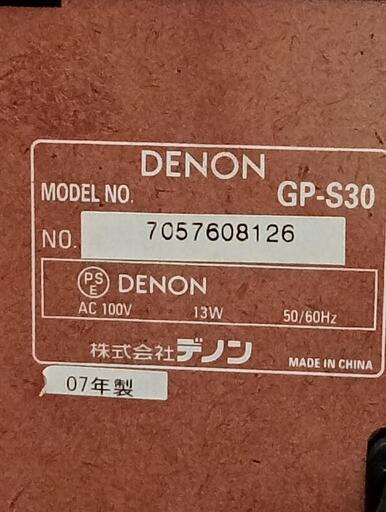 DENON
MODEL NO. GP-S30
NO. 7057608126
PS E DENON
AC 100V 13W 50/60Hz
株式会社デノン MADE IN CHINA
07年製